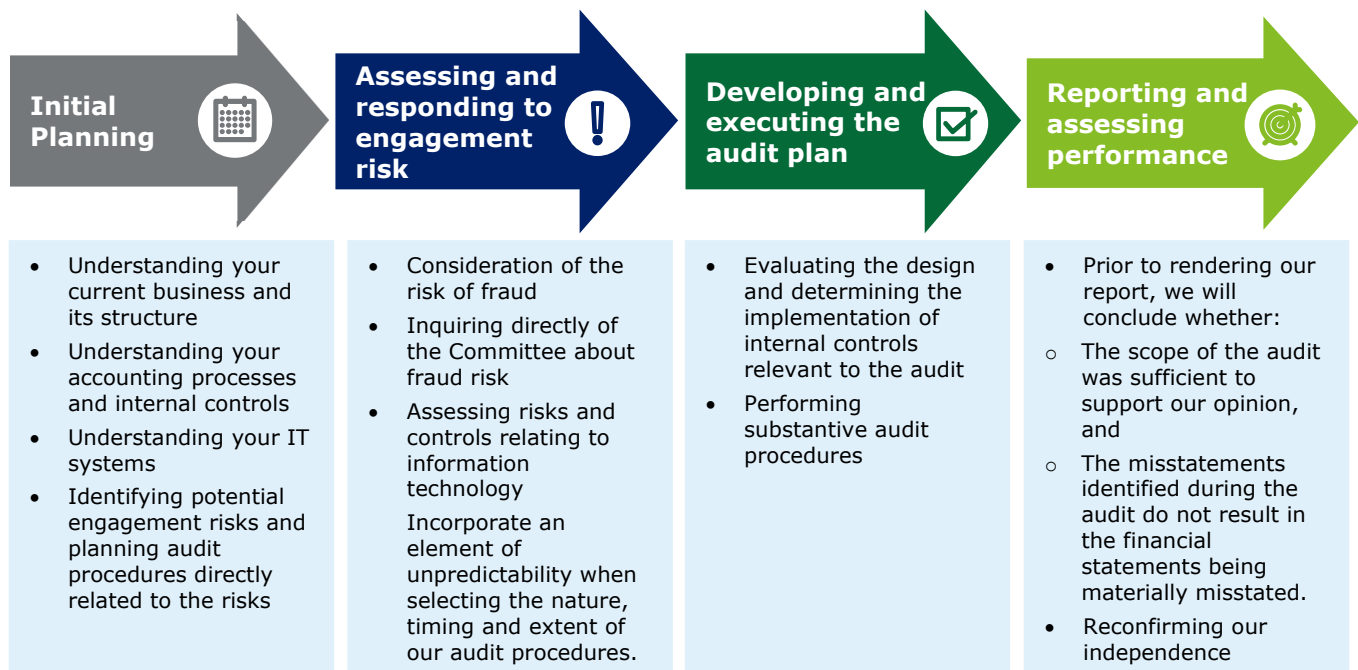 Initial
Planning
Assessing and
responding to
engagement
risk
Developing and
executing the
audit plan
Reporting and
assessing
performance
• Understanding your
current business and
its structure
• Understanding your
accounting processes
and internal controls
• Understanding your IT
systems
• Identifying potential
engagement risks and
planning audit
procedures directly
related to the risks
• Consideration of the
risk of fraud
• Inquiring directly of
the Committee about
fraud risk
• Assessing risks and
controls relating to
information
technology
Incorporate an
element of
unpredictability when
selecting the nature,
timing and extent of
our audit procedures.
• Evaluating the design
and determining the
implementation of
internal controls
relevant to the audit
• Performing
substantive audit
procedures
• Prior to rendering our
report, we will
conclude whether:
o The scope of the audit
was sufficient to
support our opinion,
and
o The misstatements
identified during the
audit do not result in
the financial
statements being
materially misstated.
• Reconfirming our
independence